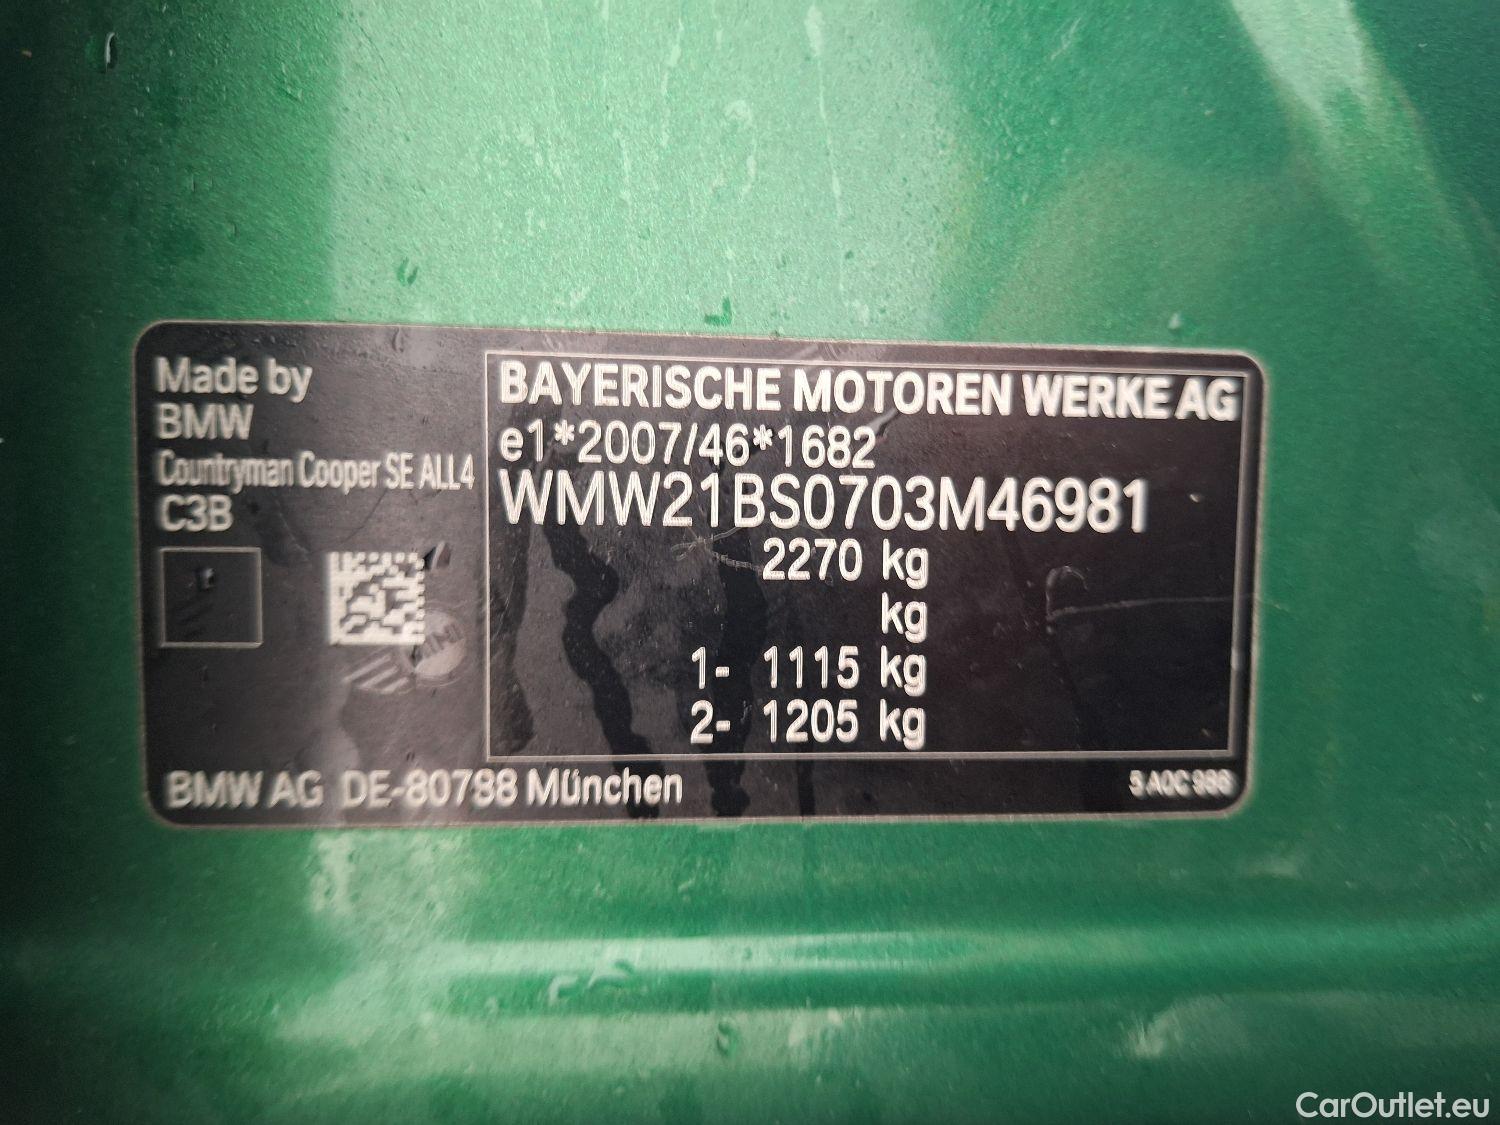 Made by
BMW
Countryman Cooper SE ALL4
C3B
BAYERISCHE MOTOREN WERKE AG
e1*2007/46*1682
WMW21BS0703M46981
2270 kg
kg
1- 1115 kg
2- 1205 kg
MINI
BMW AG DE-80788 München
5 A0C 986
CarOutlet.eu